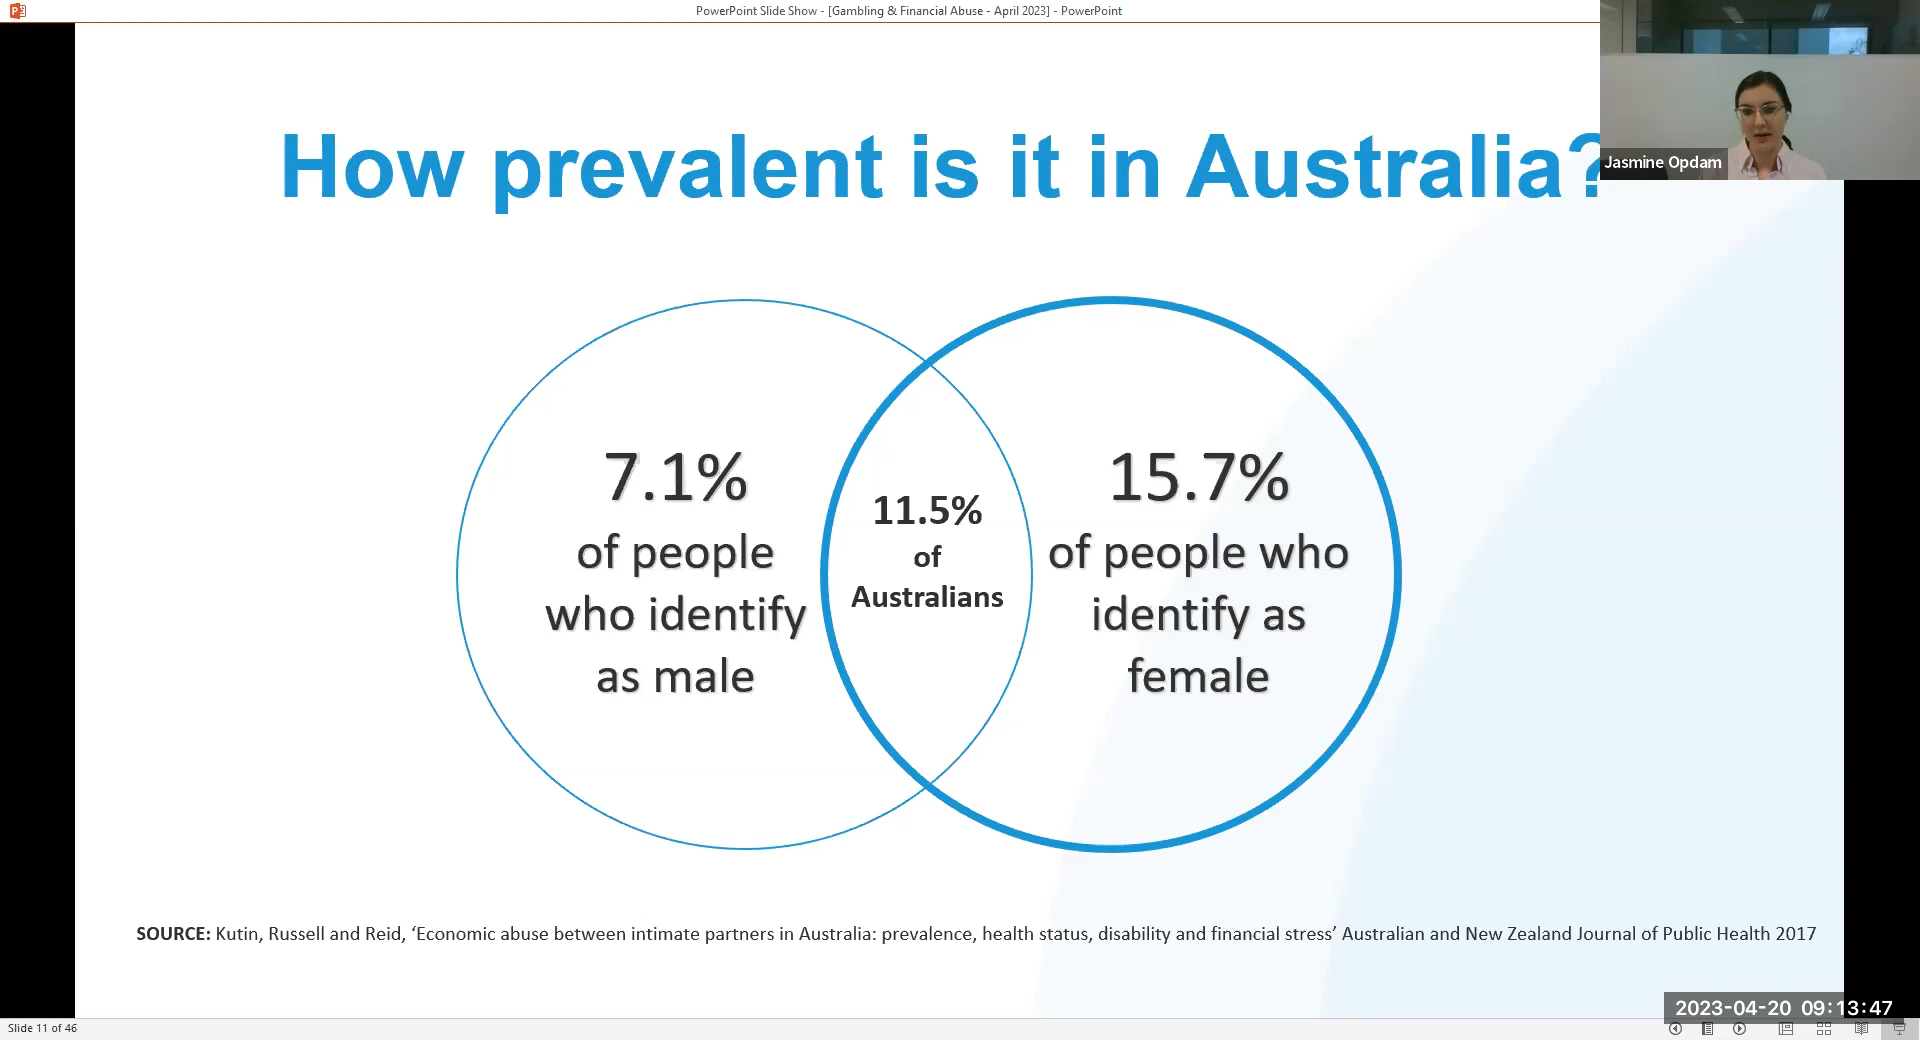 PowerPoint Slide Show - [Gambling & Financial Abuse - April 2023] - PowerPoint
Jasmine Opdam
How prevalent is it in Australia?
7.1%
of people
who identify
as male
11.5%
of
Australians
15.7%
of people who
identify as
female
SOURCE: Kutin, Russell and Reid, ‘Economic abuse between intimate partners in Australia: prevalence, health status, disability and financial stress’ Australian and New Zealand Journal of Public Health 2017
2023-04-20 09:13:47
Slide 11 of 46